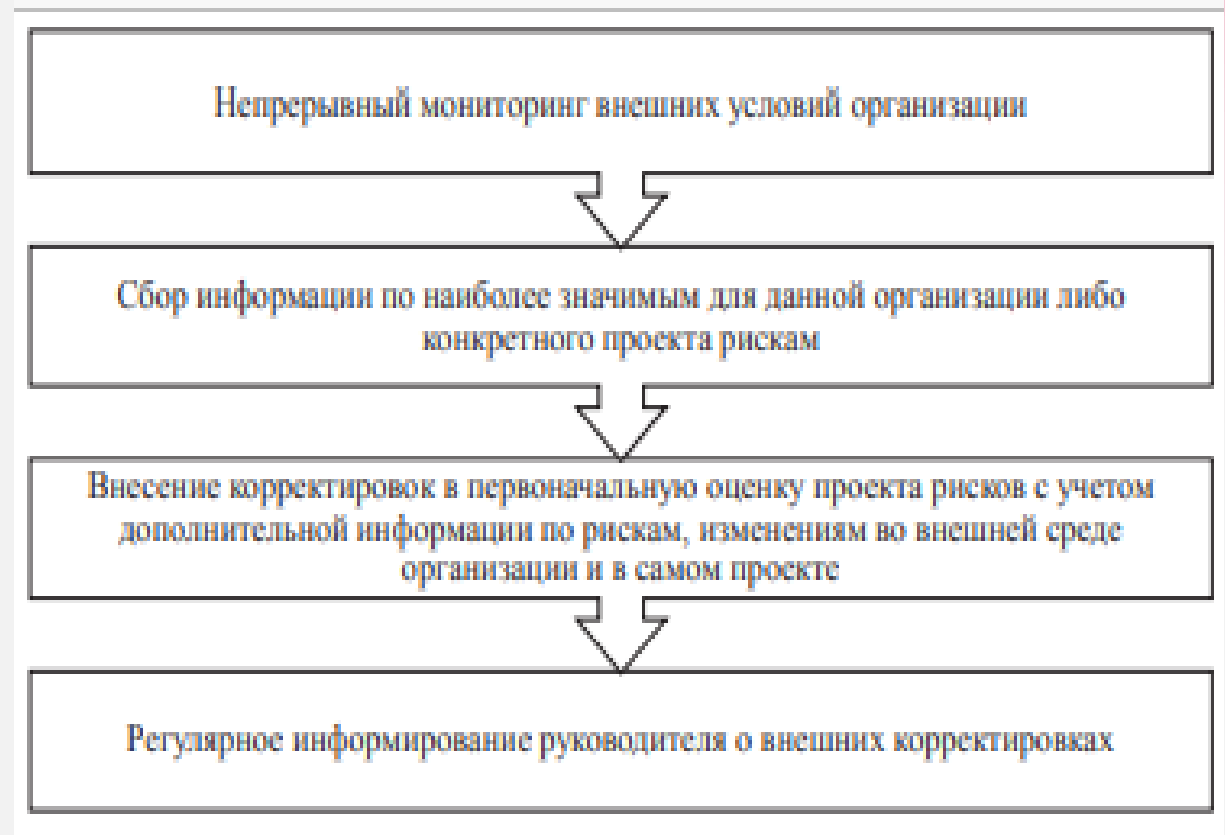 Непрерывный мониторинг внешних условий организации
Сбор информации по наиболее значимым для данной организации либо
конкретного проекта рискам
Внесение корректировок в первоначальную оценку проекта рисков с учетом
дополнительной информации по рискам, изменениям во внешней среде
организации и в самом проекте
Регулярное информирование руководителя о внешних корректировках